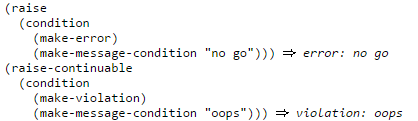 (raise
(condition
(make-error)
(make-message-condition "no go"))) ⇒ error: no go
(raise-continuable
(condition
(make-violation)
(make-message-condition "oops"))) ⇒ violation: oops